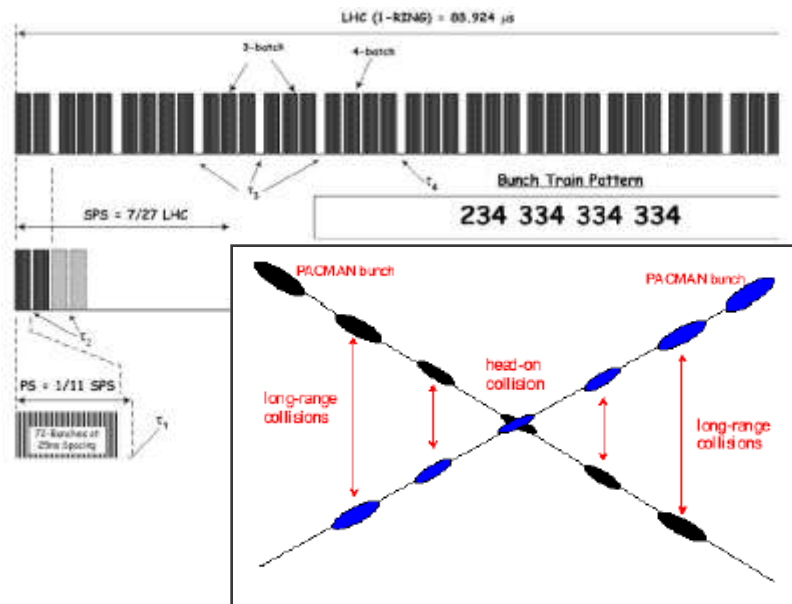 LHC (1-RING) = 88.924 μs
3-batch
4-batch
τ3
τ4
Bunch Train Pattern
234 334 334 334
SPS = 7/27 LHC
τ2
PS = 1/11 SPS
τ1
72-Bunches at
25ns Spacing
PACMAN bunch
PACMAN bunch
head-on
collision
long-range
collisions
long-range
collisions